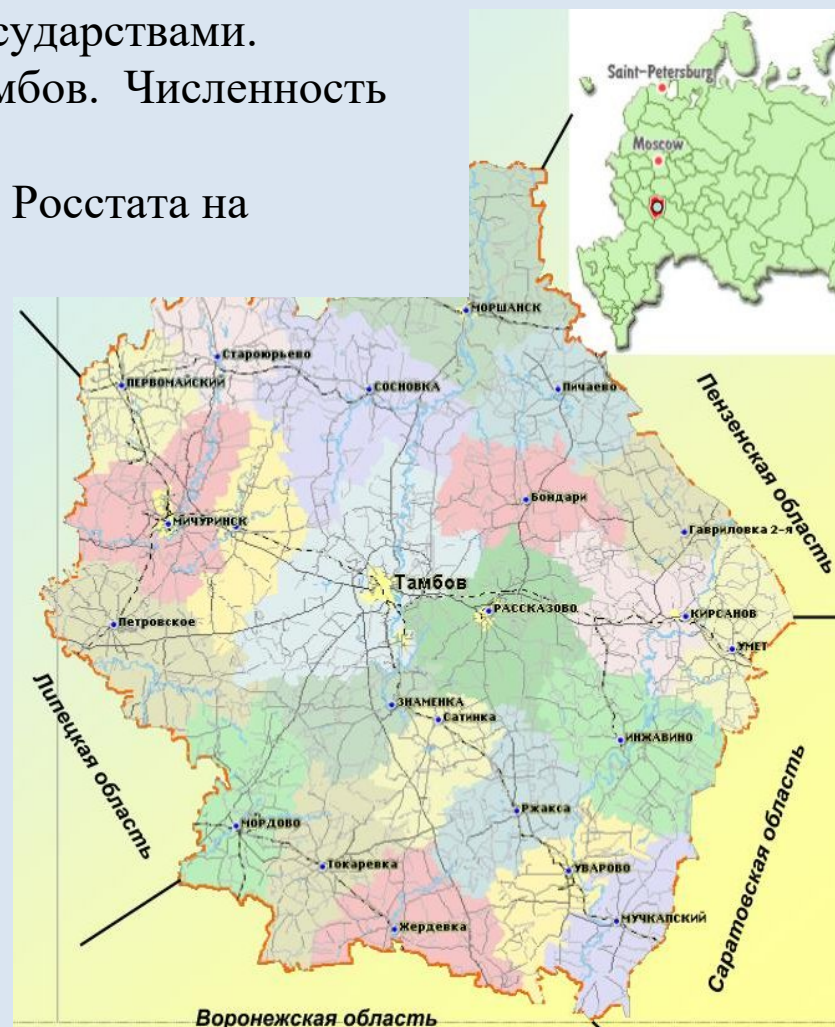 сударствами.
мбов. Численность
Росстата на
Saint-Petersburg
Moscow
МОРШАНСК
Староюрьево
ПЕРВОМАЙСКИЙ
СОСНОВКА
Пичаево
Пензенская область
Бондари
МИЧУРИНСК
Гавриловка 2-я
Тамбов
РАССКАЗОВО
КИРСАНОВ
Петровское
УМЕТ
Липецкая область
ЗНАМЕНКА
Сатинка
ИНЖАВИНО
Саратовская область
Ржакса
МОРДОВО
Токаревка
УВАРОВО
МУЧКАПСКИЙ
Жердевка
Воронежская область